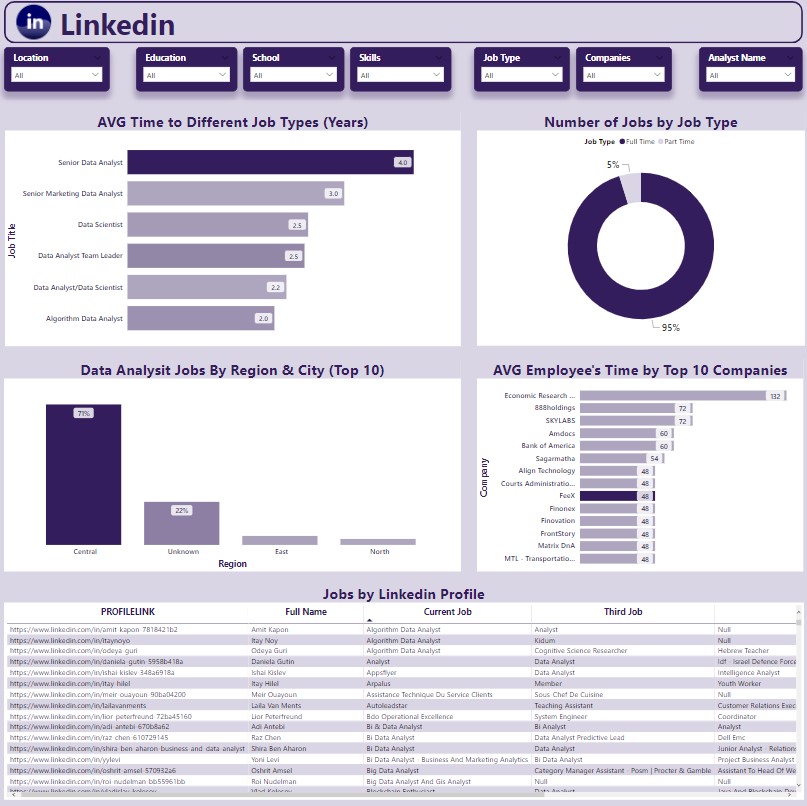 in Linkedin
Location Education School Skills Job Type Companies Analyst Name
All All All All All All All
AVG Time to Different Job Types (Years)
Job Title
Senior Data Analyst 4.0
Senior Marketing Data Analyst 3.0
Data Scientist 2.5
Data Analyst Team Leader 2.5
Data Analyst/Data Scientist 2.2
Algorithm Data Analyst 2.0
Number of Jobs by Job Type
Job Type Full Time Part Time
5%
95%
Data Analysit Jobs By Region & City (Top 10)
71%
22%
Central Unknown East North
Region
AVG Employee's Time by Top 10 Companies
Company
Economic Research ... 132
888holdings 72
SKYLABS 72
Amdocs 60
Bank of America 60
Sagarmatha 54
Align Technology 48
Courts Administratio... 48
FeeX 48
Finonex 48
Finovation 48
FrontStory 48
Matrix DnA 48
MTL - Transportatio... 48
Jobs by Linkedin Profile
PROFILELINK Full Name Current Job Third Job
https://www.linkedin.com/in/amit-kapon-7818421b2 Amit Kapon Algorithm Data Analyst Analyst Null
https://www.linkedin.com/in/itaynoyo Itay Noy Algorithm Data Analyst Kidum Null
https://www.linkedin.com/in/odeya-guri Odeya Guri Algorithm Data Analyst Cognitive Science Researcher Hebrew Teacher
https://www.linkedin.com/in/daniela-gutin-5958b418a Daniela Gutin Analyst Data Analyst Idf - Israel Defence Force
https://www.linkedin.com/in/ishai-kislev-348a6918a Ishai Kislev Appsflyer Data Analyst Intelligence Analyst
https://www.linkedin.com/in/itay-hilel Itay Hilel Arpalus Member Youth Worker
https://www.linkedin.com/in/meir-ouayoun-90ba04200 Meir Ouayoun Assistance Technique Du Service Clients Sous-Chef De Cuisine Null
https://www.linkedin.com/in/lailavanments Laila Van Ments Autoleadstar Teaching Assistant Customer Relations Exec
https://www.linkedin.com/in/lior-peterfreund-72ba45160 Lior Peterfreund Bdo Operational Excellence System Engineer Coordinator
https://www.linkedin.com/in/adi-antebi-670b8a62 Adi Antebi Bi & Data Analyst Bi Analyst Analyst
https://www.linkedin.com/in/raz-chen-610729145 Raz Chen Bi Data Analyst Data Analyst Predictive Lead Dell Emc
https://www.linkedin.com/in/shira-ben-aharon-business-and-data-analyst Shira Ben Aharon Bi Data Analyst Data Analyst Junior Analyst - Relations
https://www.linkedin.com/in/yylevi Yoni Levi Bi Data Analyst - Business And Marketing Analytics Bi Data Analyst Project Business Analyst
https://www.linkedin.com/in/oshrit-amsel-570932a6 Oshrit Amsel Big Data Analyst Category Manager Assistant - Posm | Procter & Gamble Assistant To Head Of We
https://www.linkedin.com/in/roi-nudelman-bb55961bb Roi Nudelman Big Data Analyst And Gis Analyst Null Null